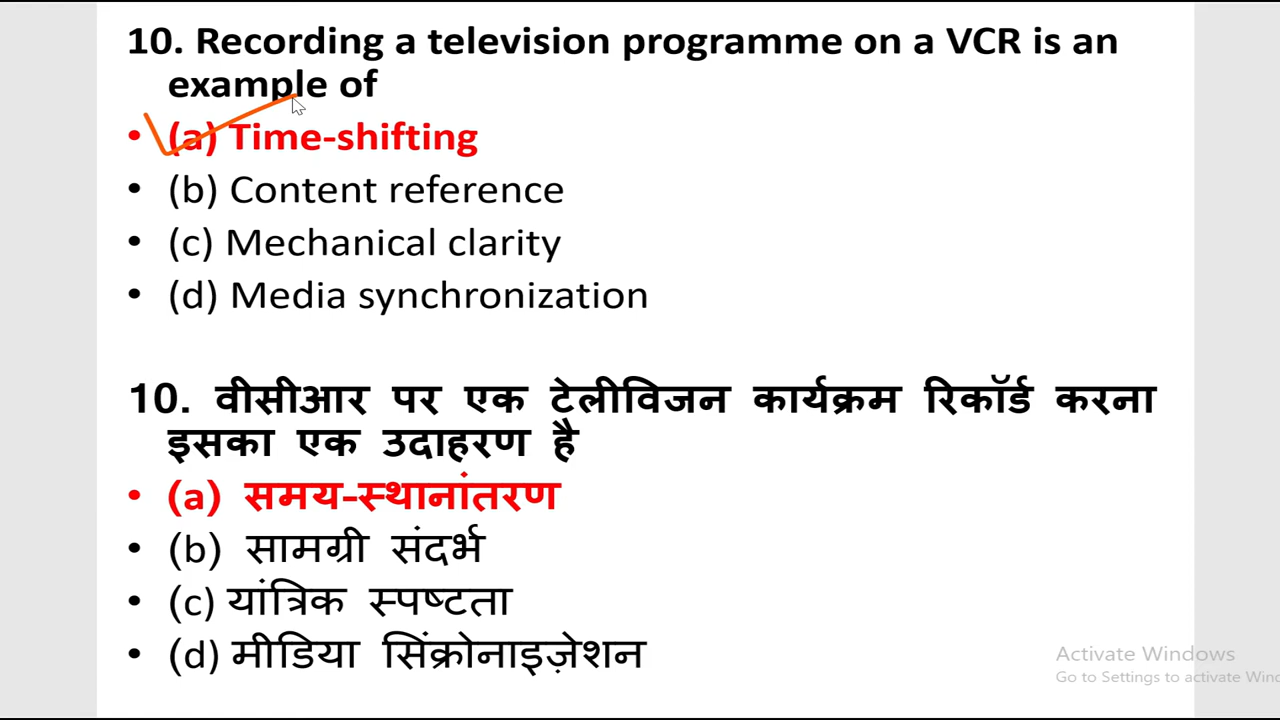 10. Recording a television programme on a VCR is an
example of
• (a) Time-shifting
• (b) Content reference
• (c) Mechanical clarity
• (d) Media synchronization
10. वीसीआर पर एक टेलीविजन कार्यक्रम रिकॉर्ड करना
इसका एक उदाहरण है
• (a) समय-स्थानांतरण
• (b) सामग्री संदर्भ
• (c) यांत्रिक स्पष्टता
• (d) मीडिया सिंक्रोनाइज़ेशन
Activate Windows
Go to Settings to activate Wind